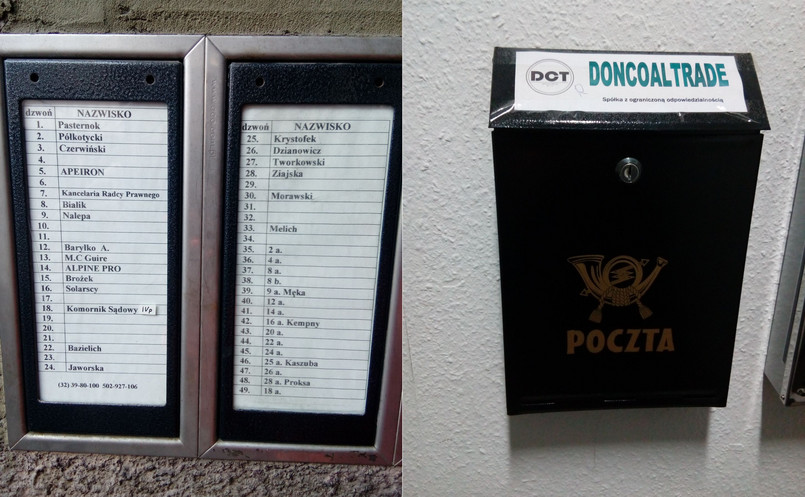 dzwoń NAZWISKO
1. Pasternok
2. Półkotycki
3. Czerwiński
4.
5. APEIRON
6.
7. Kancelaria Radcy Prawnego
8. Bialik
9. Nalepa
10.
11.
12. Baryłko A.
13. M.C Guire
14. ALPINE PRO
15. Brożek
16. Solarscy
17.
18. Komornik Sądowy IVp
19.
20.
21.
22. Bazielich
23.
24. Jaworska
(32) 39-80-100 502-927-106
dzwoń NAZWISKO
25. Krystofek
26. Dzianowicz
27. Tworkowski
28. Ziajska
29.
30. Morawski
31.
32.
33. Melich
34.
35. 2 a.
36. 4 a.
37. 8 a.
38. 8 b.
39. 9 a. Męka
40. 12 a.
41. 14 a.
42. 16 a. Kempny
43. 20 a.
44. 22 a.
45. 24 a.
46. 25 a. Kaszuba
47. 26 a.
48. 28 a. Proksa
49. 18 a.
DCT DONCOALTRADE
Spółka z ograniczoną odpowiedzialnością
POCZTA